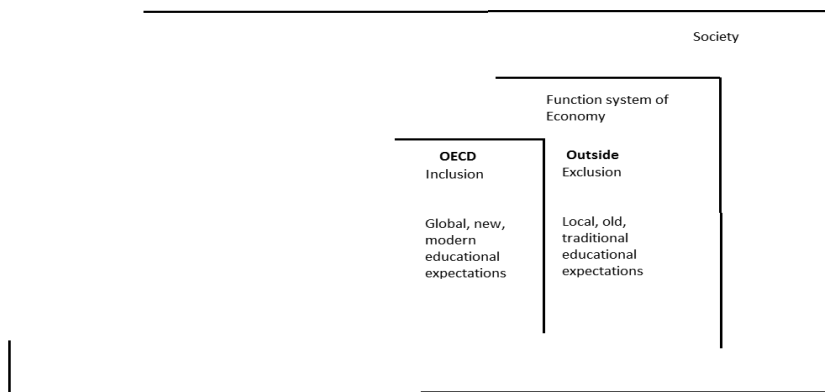 Society
Function system of
Economy
OECD
Inclusion
Global, new,
modern
educational
expectations
Outside
Exclusion
Local, old,
traditional
educational
expectations